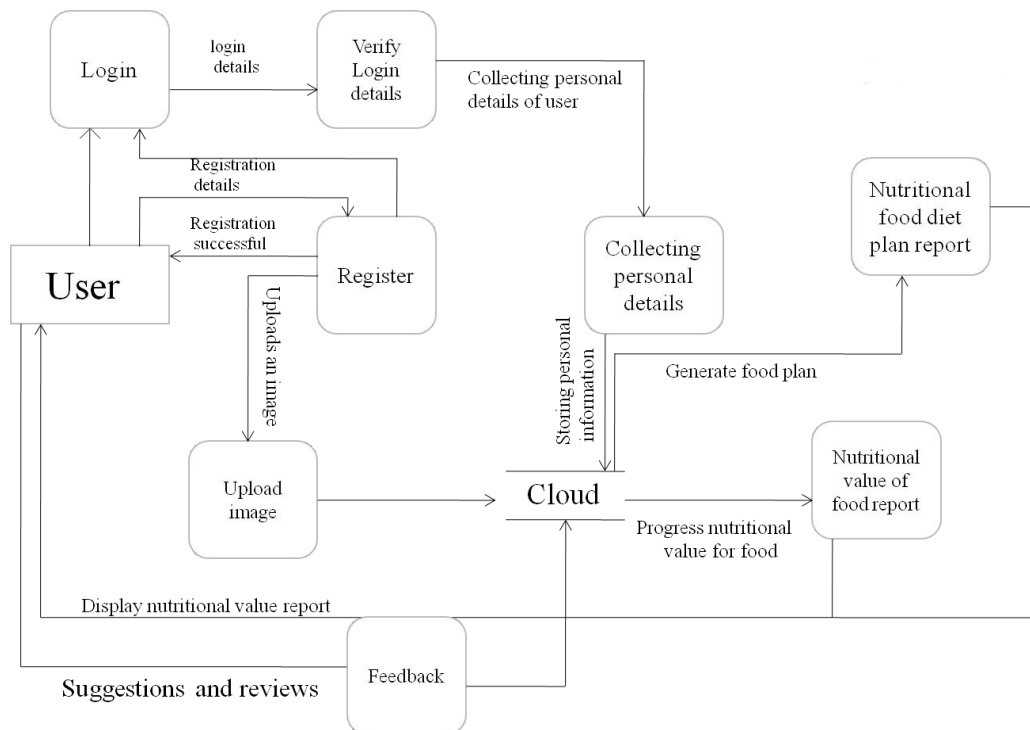 login
details
Login
Verify
Login
details
Collecting personal
details of user
Registration
details
Nutritional
food diet
plan report
Registration
successful
User
Register
Collecting
personal
details
Uploads an image
Storing personal
information
Generate food plan
Upload
image
Cloud
Nutritional
value of
food report
Progress nutritional
value for food
Display nutritional value report
Feedback
Suggestions and reviews